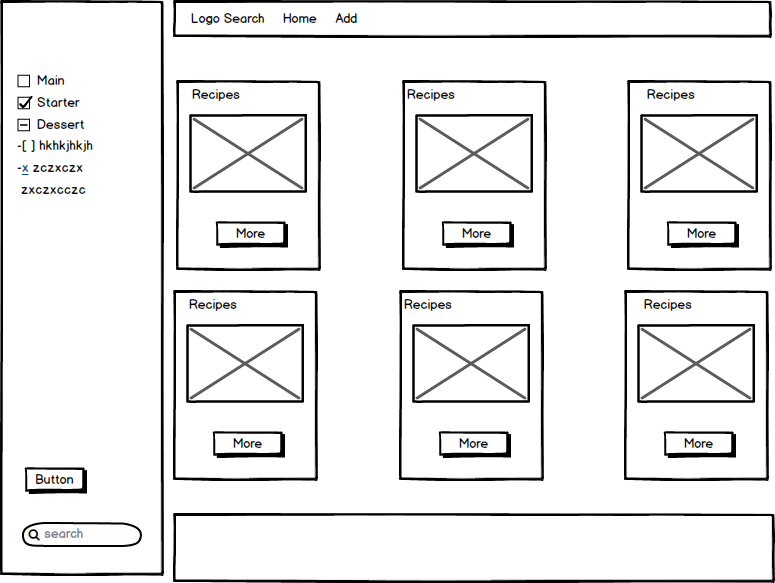 Logo Search Home Add
Main
Starter
Dessert
-[ ] hkhkjhkjh
-x zczxczx
zxczxcczc
Button
search
Recipes Recipes Recipes
More More More
Recipes Recipes Recipes
More More More